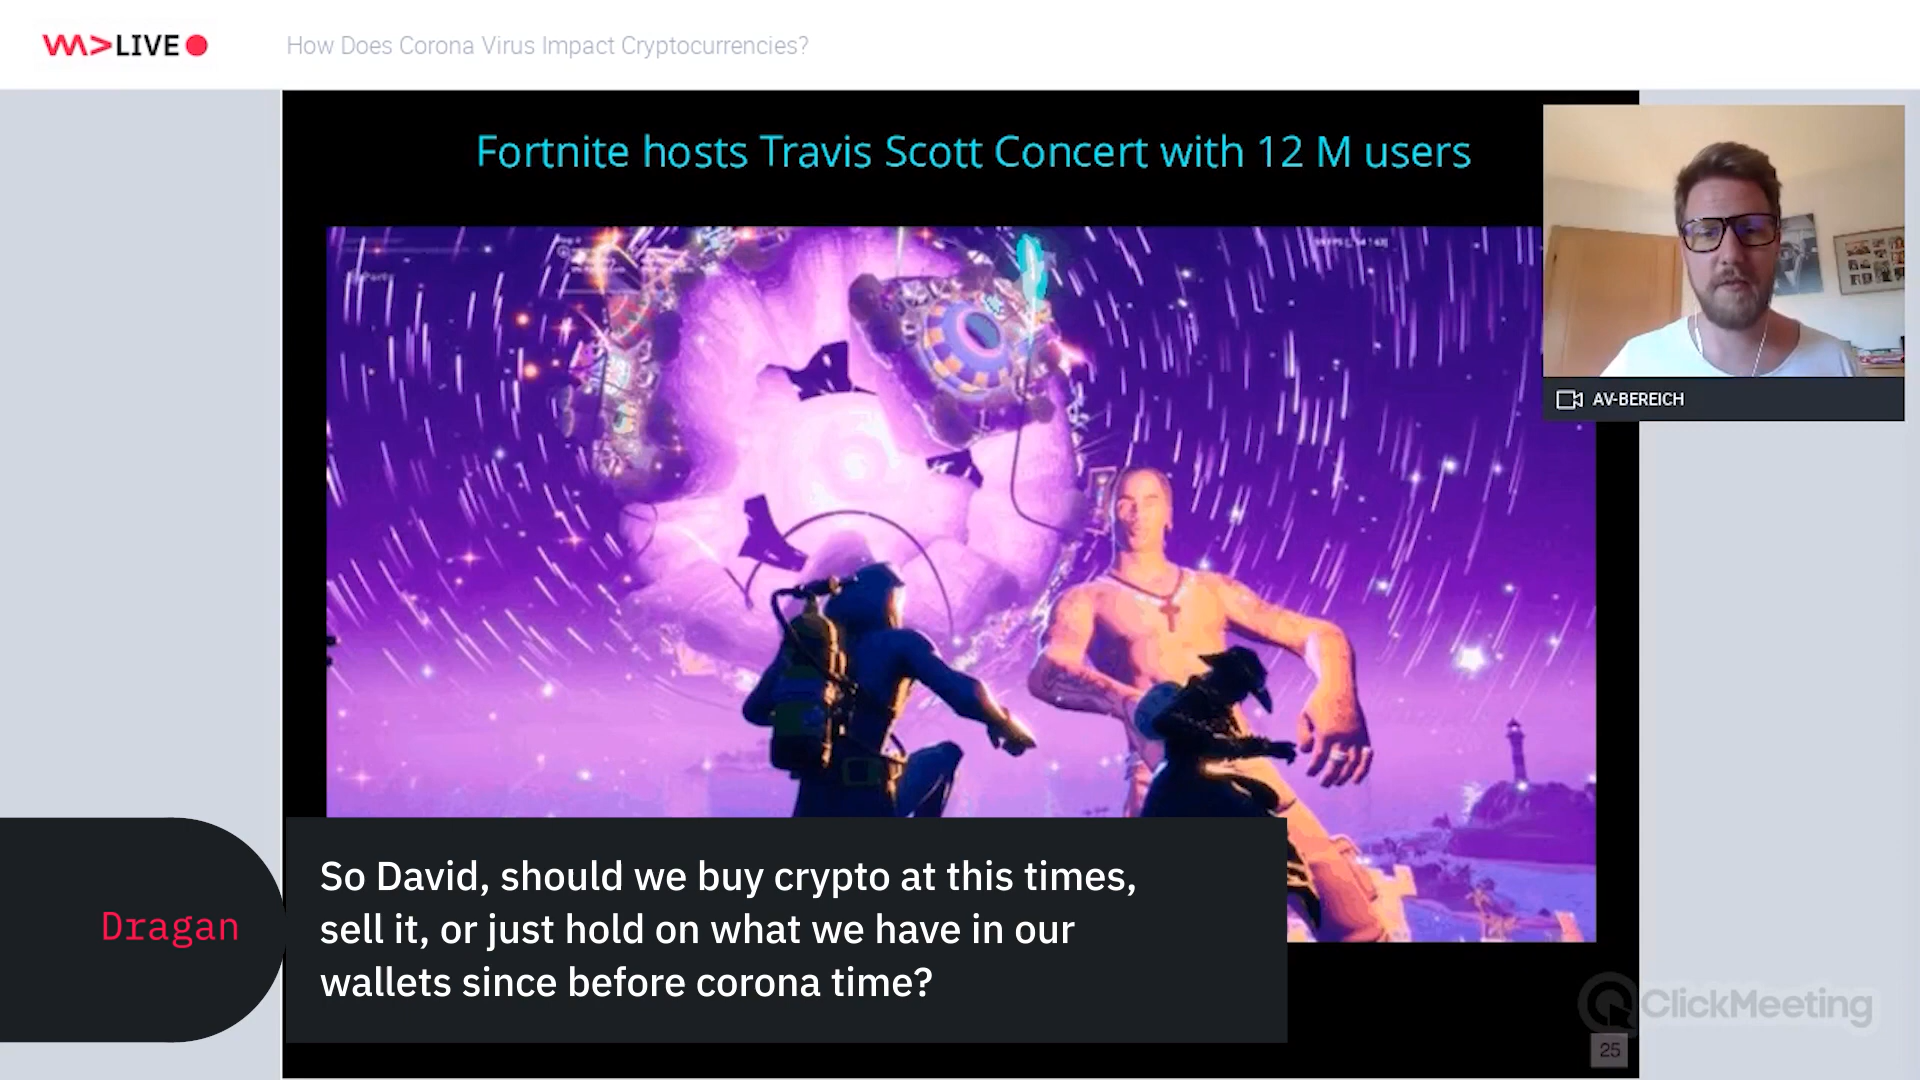 VM>LIVE
How Does Corona Virus Impact Cryptocurrencies?
Fortnite hosts Travis Scott Concert with 12 M users
AV-BEREICH
Dragan
So David, should we buy crypto at this times,
sell it, or just hold on what we have in our
wallets since before corona time?
ClickMeeting
25